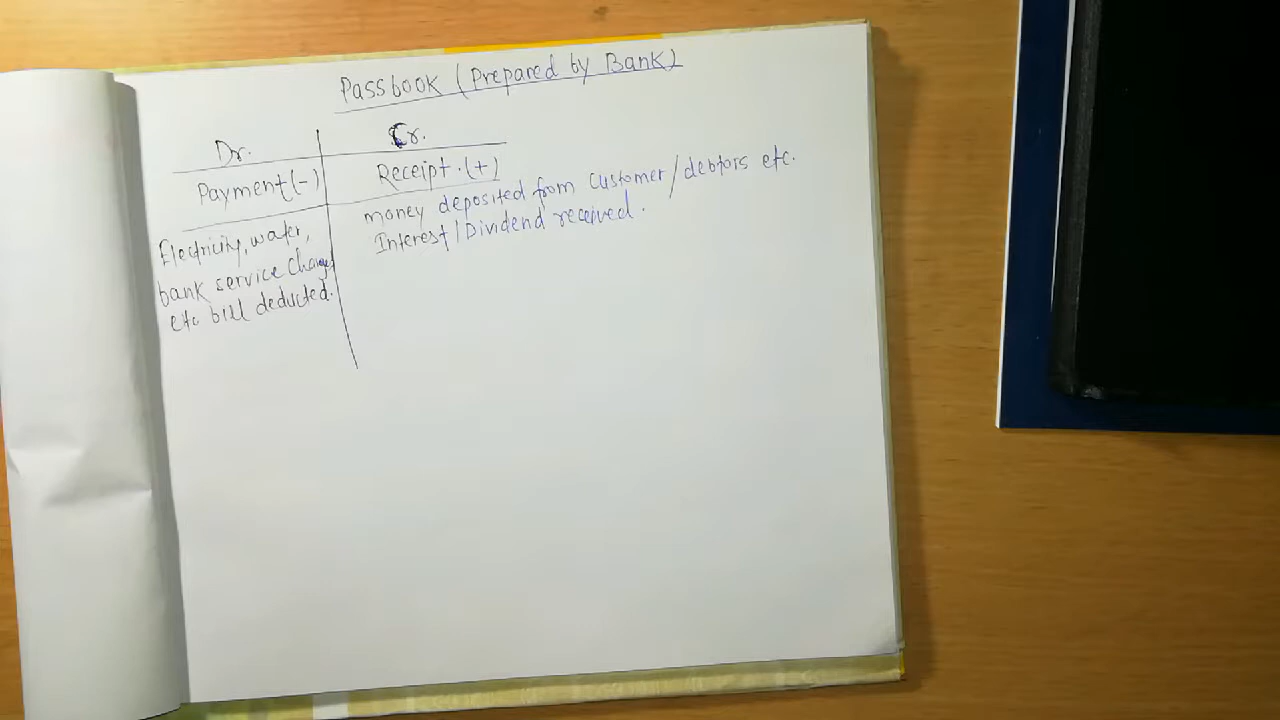 Passbook (Prepared by Bank)
Dr. Cr.
Payment (-) Receipt. (+)
money deposited from customer/debtors etc.
Interest/Dividend received.
Electricity, water,
bank service charges
etc bill deducted.